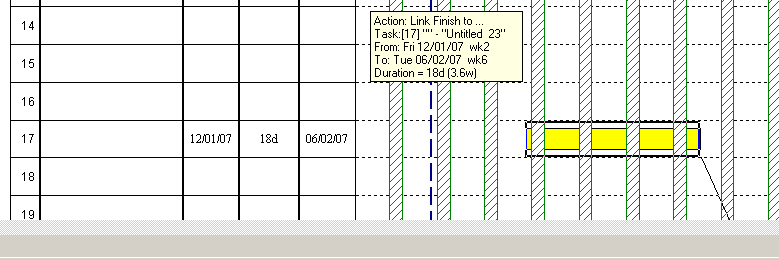 14
Action: Link Finish to ...
Task:[17] "" - "Untitled 23"
From: Fri 12/01/07 wk2
To: Tue 06/02/07 wk6
Duration = 18d (3.6w)
15
16
17 12/01/07 18d 06/02/07
18
19